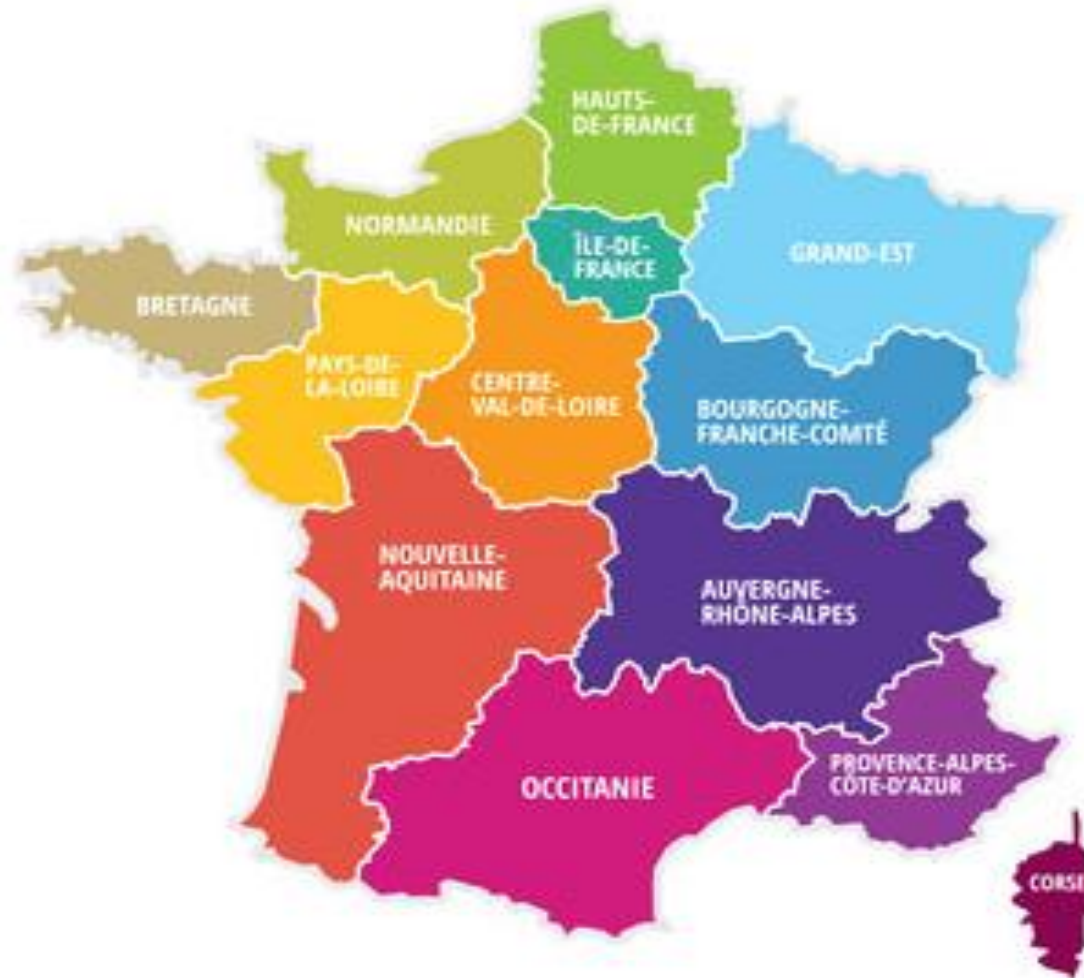 HAUTS-
DE-FRANCE
NORMANDIE
ÎLE-DE-
FRANCE
GRAND-EST
BRETAGNE
PAYS-DE-
LA-LOIRE
CENTRE-
VAL-DE-LOIRE
BOURGOGNE-
FRANCHE-COMTÉ
NOUVELLE-
AQUITAINE
AUVERGNE-
RHÔNE-ALPES
OCCITANIE
PROVENCE-ALPES-
CÔTE-D'AZUR
CORSE